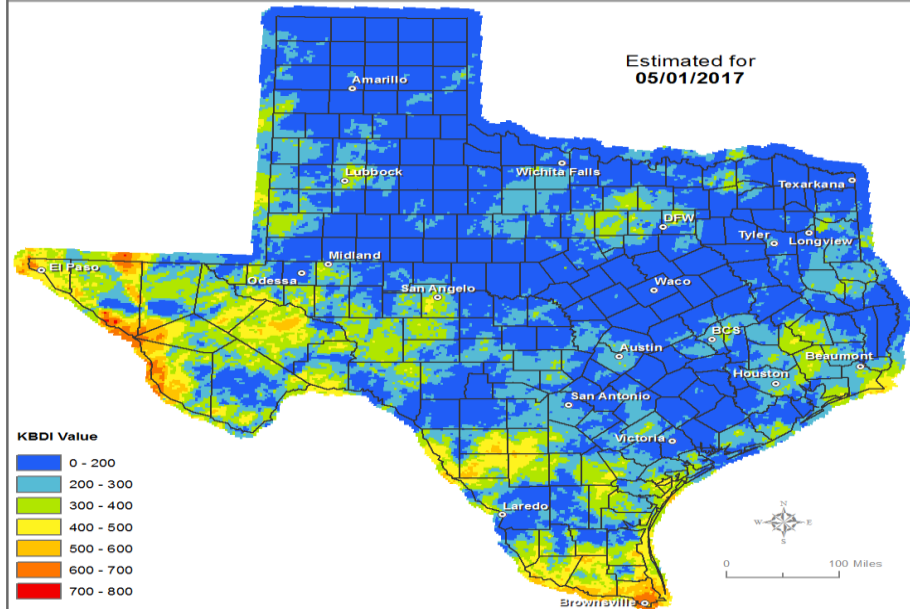 Estimated for
05/01/2017
Amarillo
Lubbock
Wichita Falls
Texarkana
DFW
Tyler
Longview
Midland
El Paso
Odessa
San Angelo
Waco
BCS
Austin
Beaumont
Houston
San Antonio
Victoria
Laredo
Brownsville
KBDI Value
0 - 200
200 - 300
300 - 400
400 - 500
500 - 600
600 - 700
700 - 800
N
W E
S
0 100 Miles